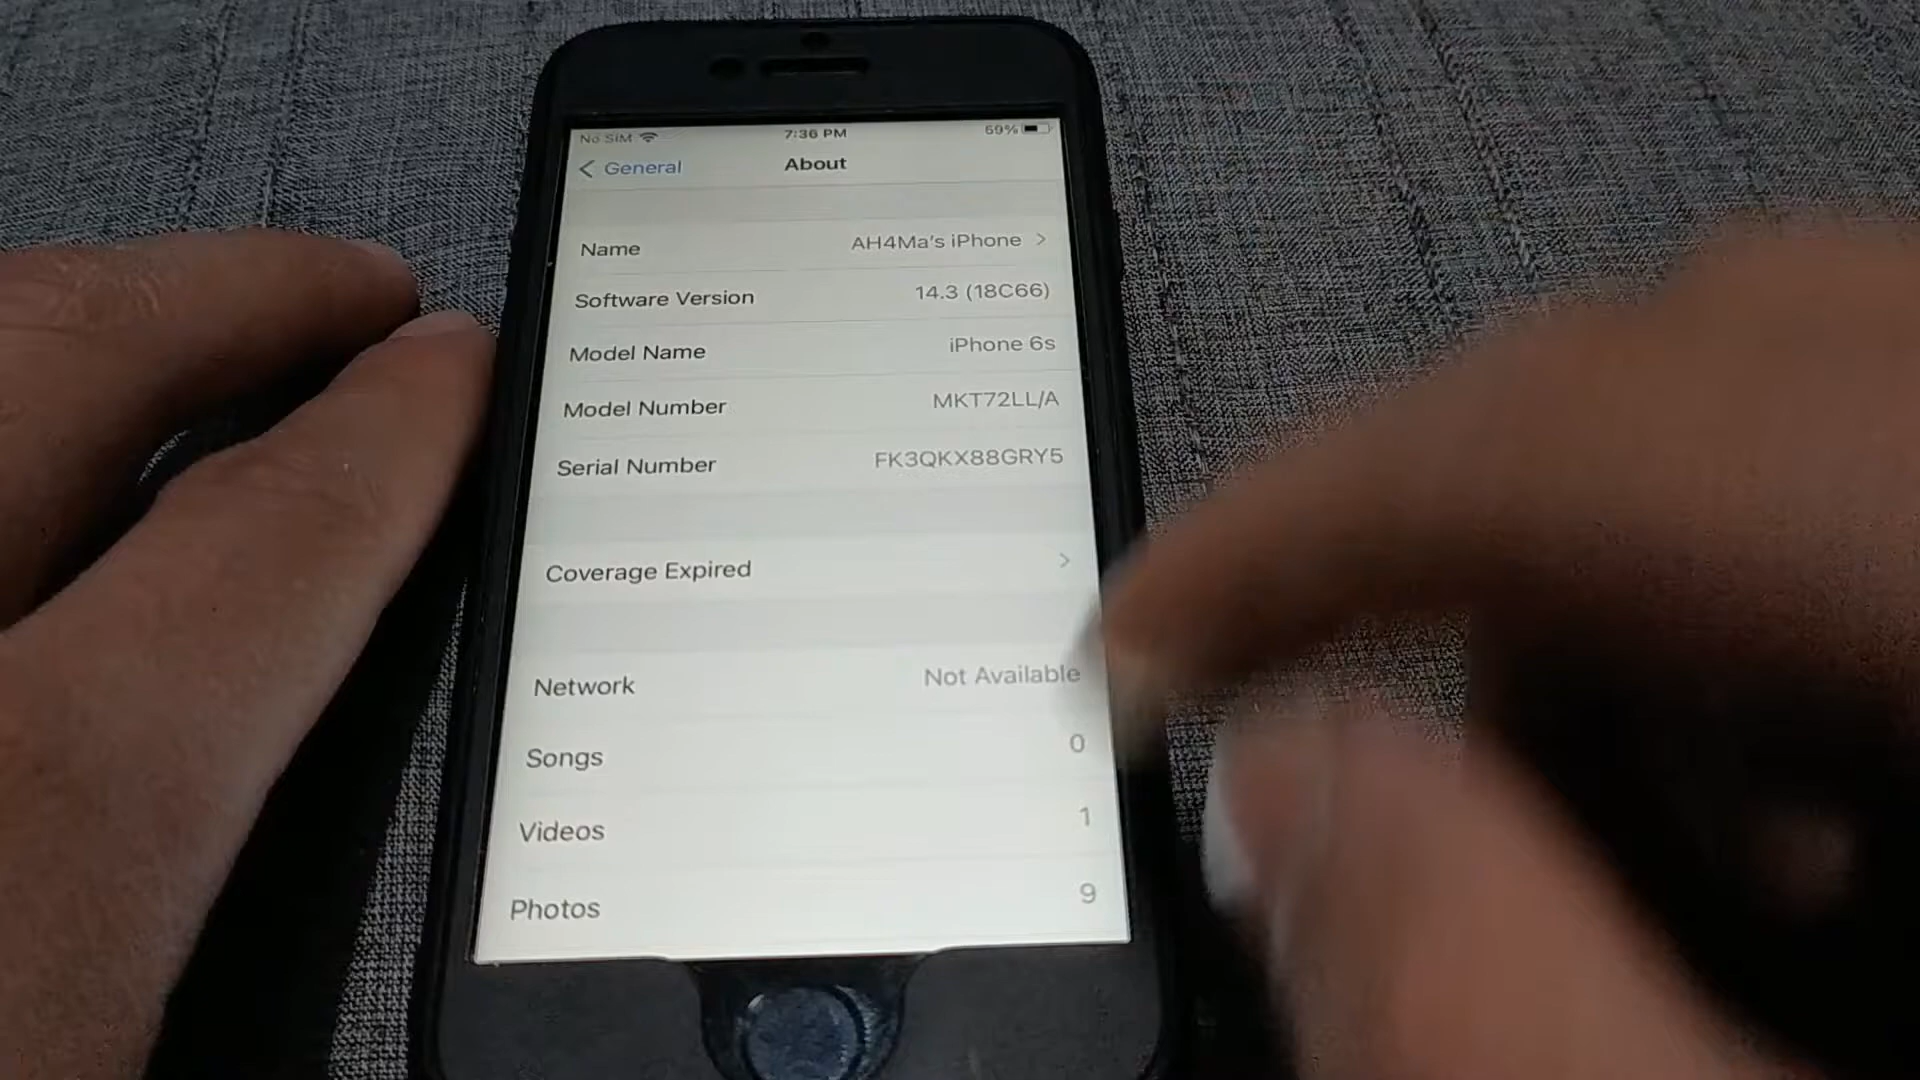 No SIM 7:36 PM 59%
General About
Name AH4Ma's iPhone
Software Version 14.3 (18C66)
Model Name iPhone 6s
Model Number MKT72LL/A
Serial Number FK3QKX88GRY5
Coverage Expired
Network Not Available
Songs 0
Videos 1
Photos 9